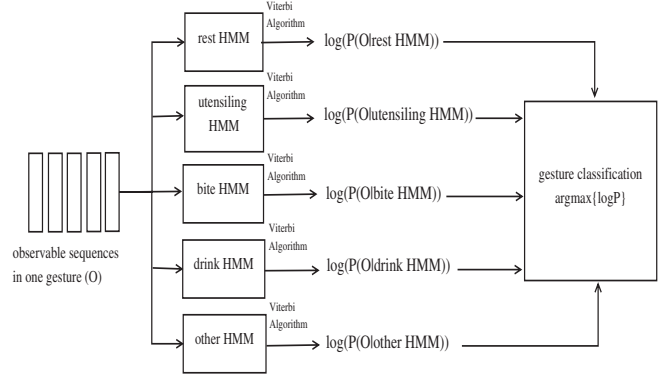 Viterbi
Algorithm
rest HMM
log(P(O|rest HMM))
Viterbi
Algorithm
utensiling
HMM
log(P(O|utensiling HMM))
Viterbi
Algorithm
bite HMM
log(P(O|bite HMM))
gesture classification
argmax{logP}
observable sequences
in one gesture (O)
Viterbi
Algorithm
drink HMM
log(P(O|drink HMM))
Viterbi
Algorithm
other HMM
log(P(O|other HMM))